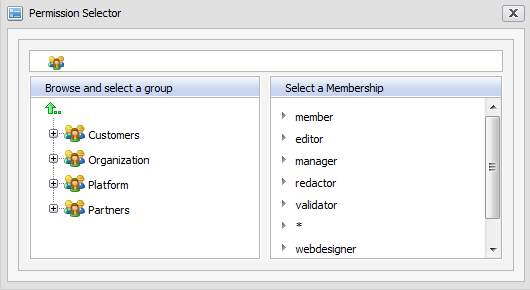 Permission Selector
Browse and select a group
Customers
Organization
Platform
Partners
Select a Membership
member
editor
manager
redactor
validator
*
webdesigner